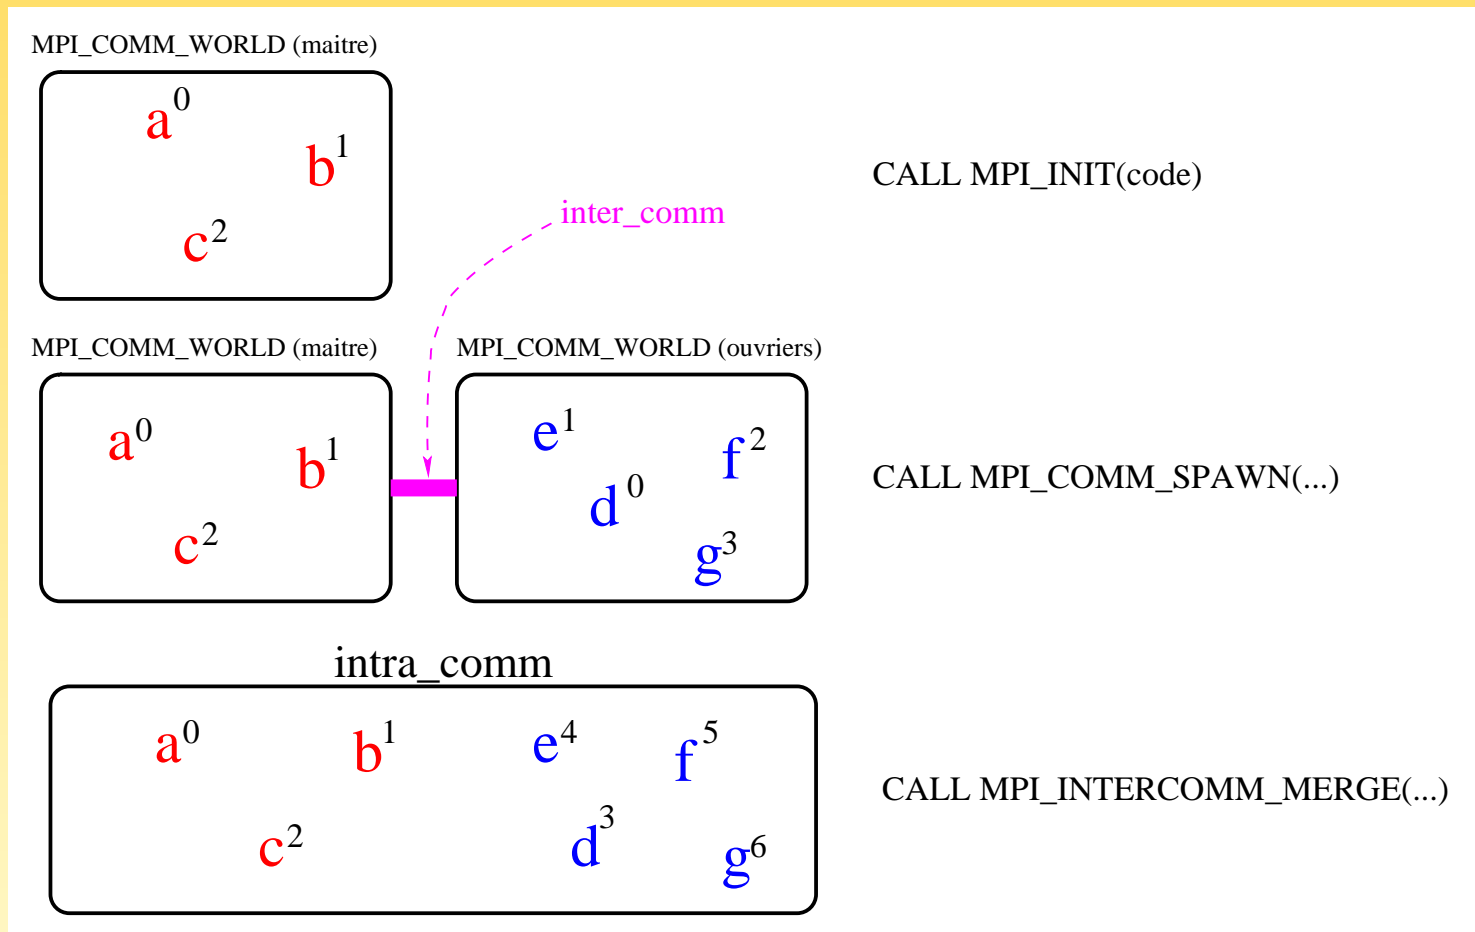 MPI_COMM_WORLD (maitre)
a0
b1
c2
inter_comm
CALL MPI_INIT(code)
MPI_COMM_WORLD (maitre)
a0
b1
c2
MPI_COMM_WORLD (ouvriers)
e1
f2
d0
g3
CALL MPI_COMM_SPAWN(...)
intra_comm
a0
b1
e4
f5
c2
d3
g6
CALL MPI_INTERCOMM_MERGE(...)